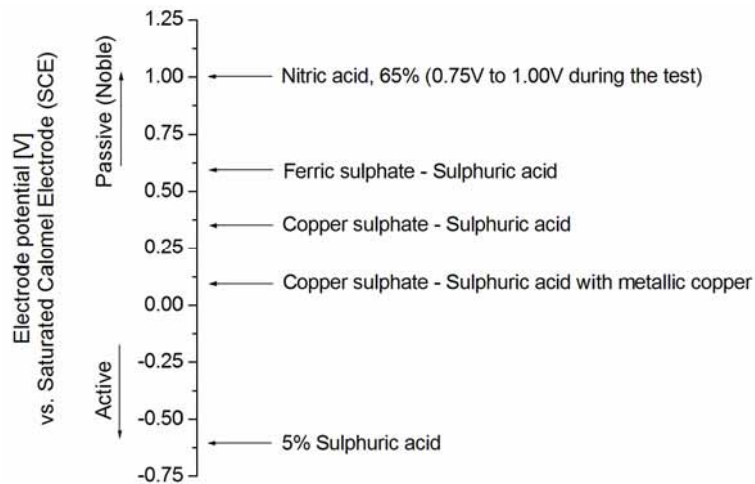 Electrode potential [V]
vs. Saturated Calomel Electrode (SCE)
Passive (Noble)
Active
1.25
1.00
0.75
0.50
0.25
0.00
-0.25
-0.50
-0.75
Nitric acid, 65% (0.75V to 1.00V during the test)
Ferric sulphate - Sulphuric acid
Copper sulphate - Sulphuric acid
Copper sulphate - Sulphuric acid with metallic copper
5% Sulphuric acid